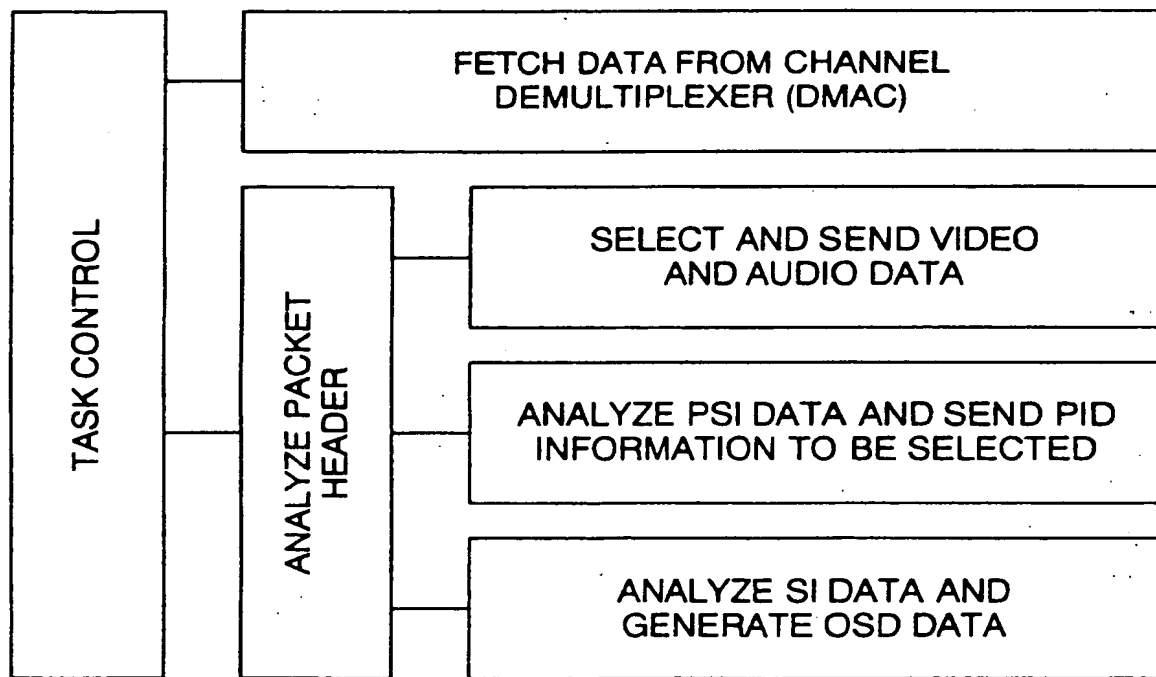 TASK CONTROL
FETCH DATA FROM CHANNEL
DEMULTIPLEXER (DMAC)
ANALYZE PACKET
HEADER
SELECT AND SEND VIDEO
AND AUDIO DATA
ANALYZE PSI DATA AND SEND PID
INFORMATION TO BE SELECTED
ANALYZE SI DATA AND
GENERATE OSD DATA